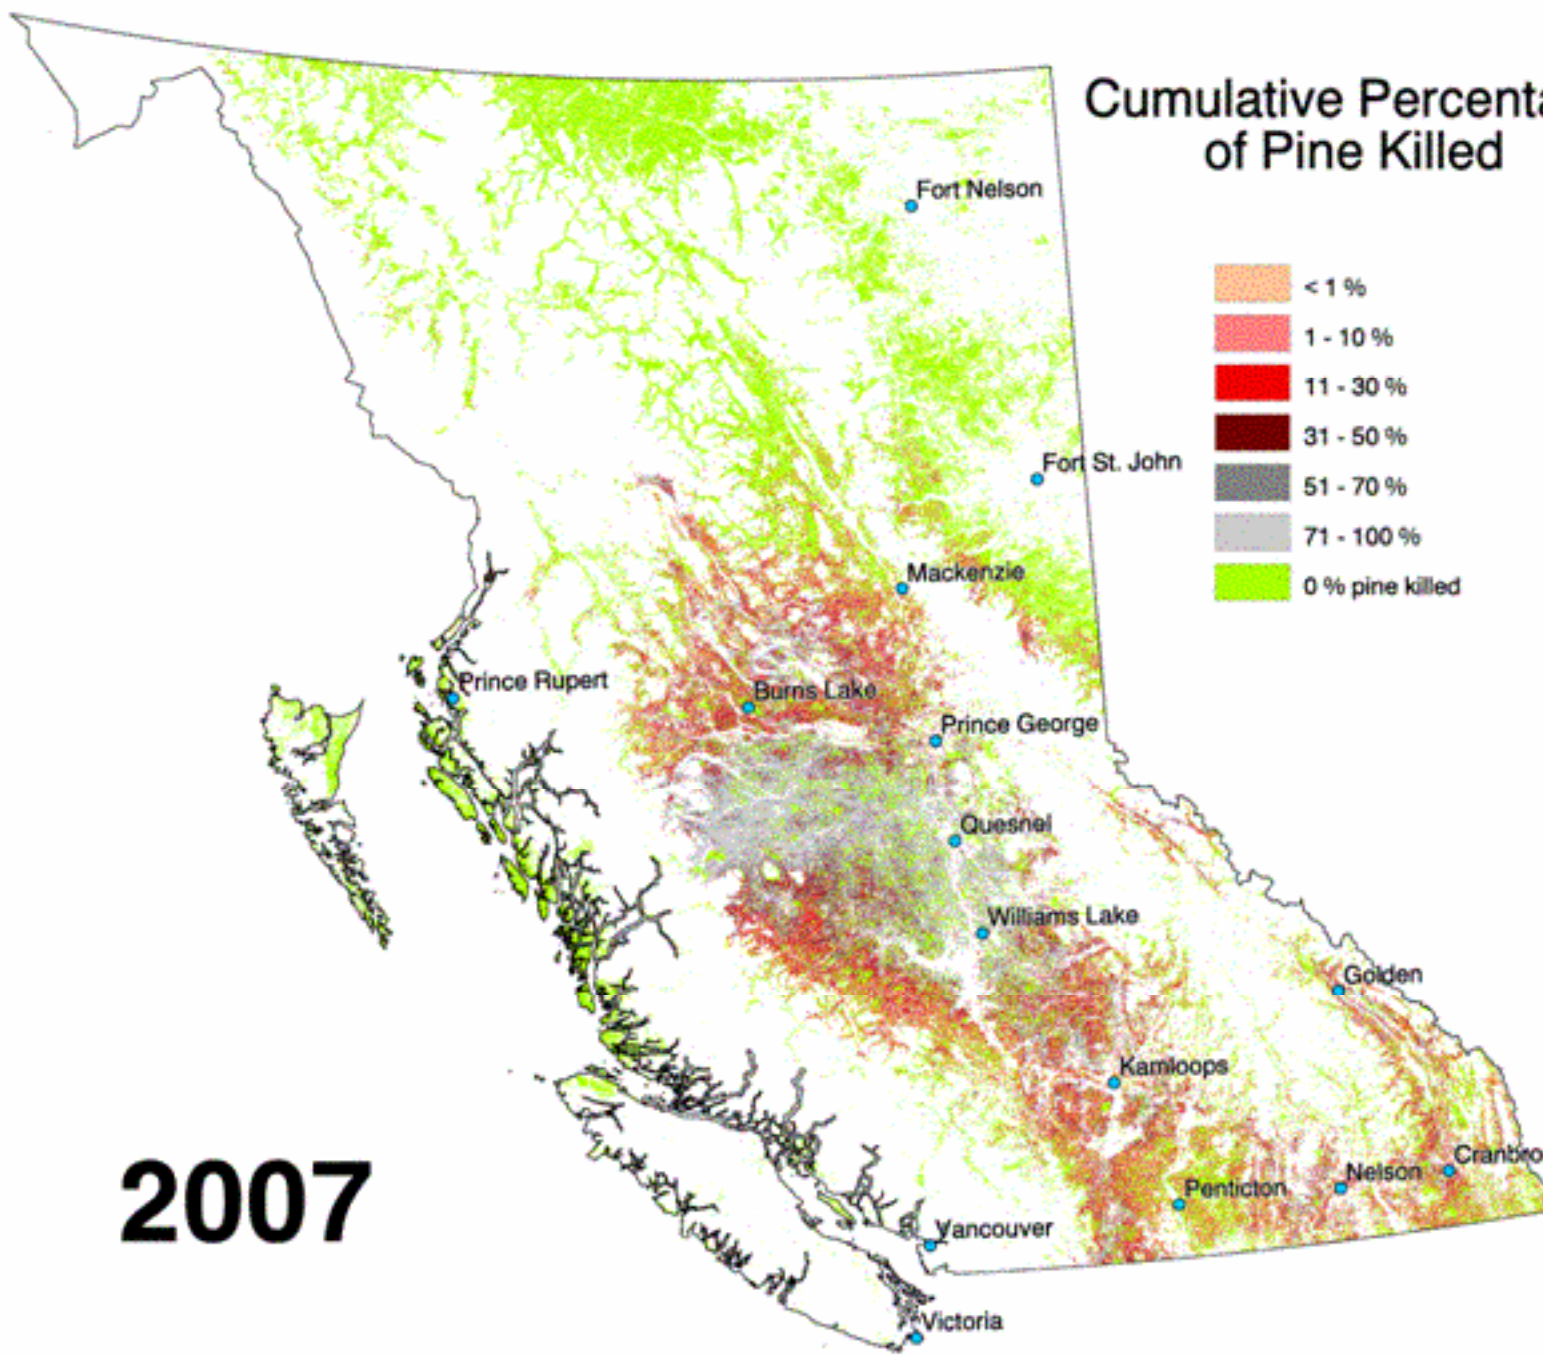 Cumulative Percenta
of Pine Killed
Fort Nelson
< 1 %
1 - 10 %
11 - 30 %
31 - 50 %
Fort St. John
51 - 70 %
71 - 100 %
Mackenzie
0 % pine killed
Prince Rupert
Burns Lake
Prince George
Quesnel
Williams Lake
Golden
Kamloops
Cranbro
Nelson
Penticton
2007
Vancouver
Victoria